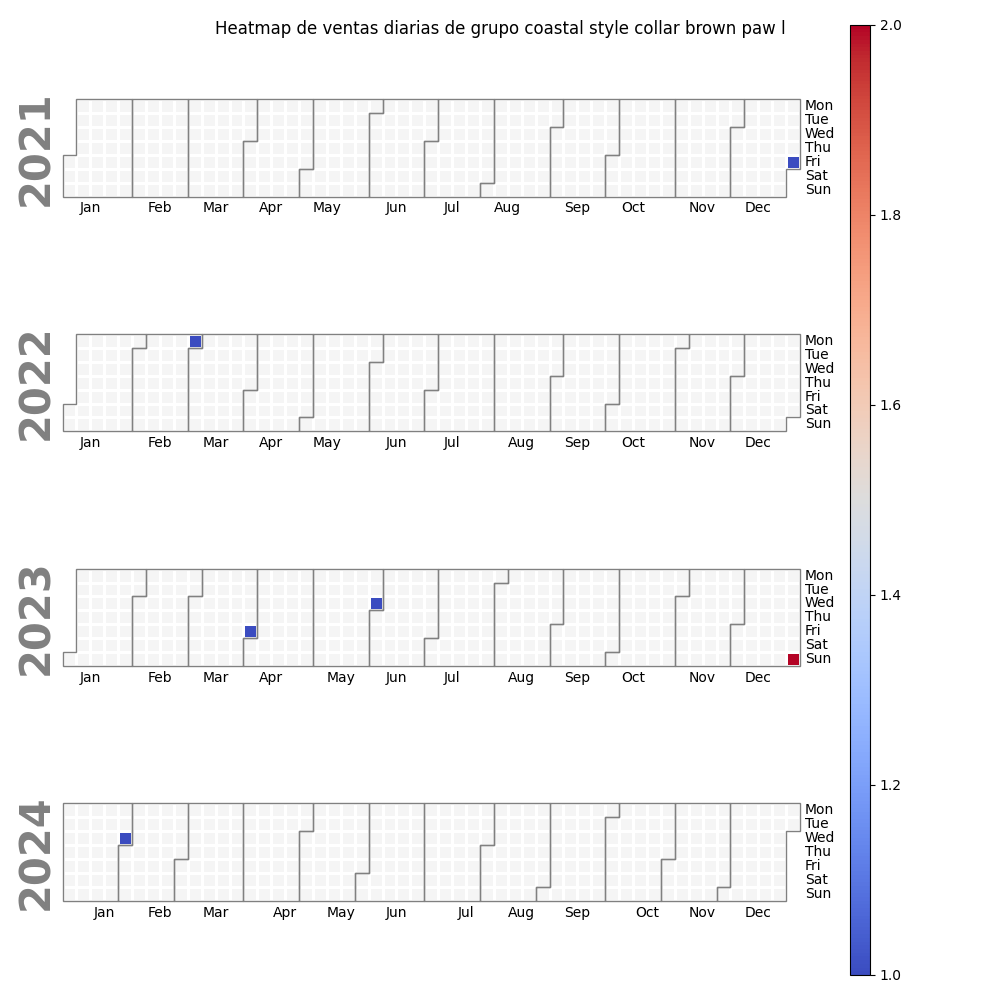 Heatmap de ventas diarias de grupo coastal style collar brown paw l
2021
Mon
Tue
Wed
Thu
Fri
Sat
Sun
Jan Feb Mar Apr May Jun Jul Aug Sep Oct Nov Dec
2022
Mon
Tue
Wed
Thu
Fri
Sat
Sun
Jan Feb Mar Apr May Jun Jul Aug Sep Oct Nov Dec
2023
Mon
Tue
Wed
Thu
Fri
Sat
Sun
Jan Feb Mar Apr May Jun Jul Aug Sep Oct Nov Dec
2024
Mon
Tue
Wed
Thu
Fri
Sat
Sun
Jan Feb Mar Apr May Jun Jul Aug Sep Oct Nov Dec
2.0
1.8
1.6
1.4
1.2
1.0